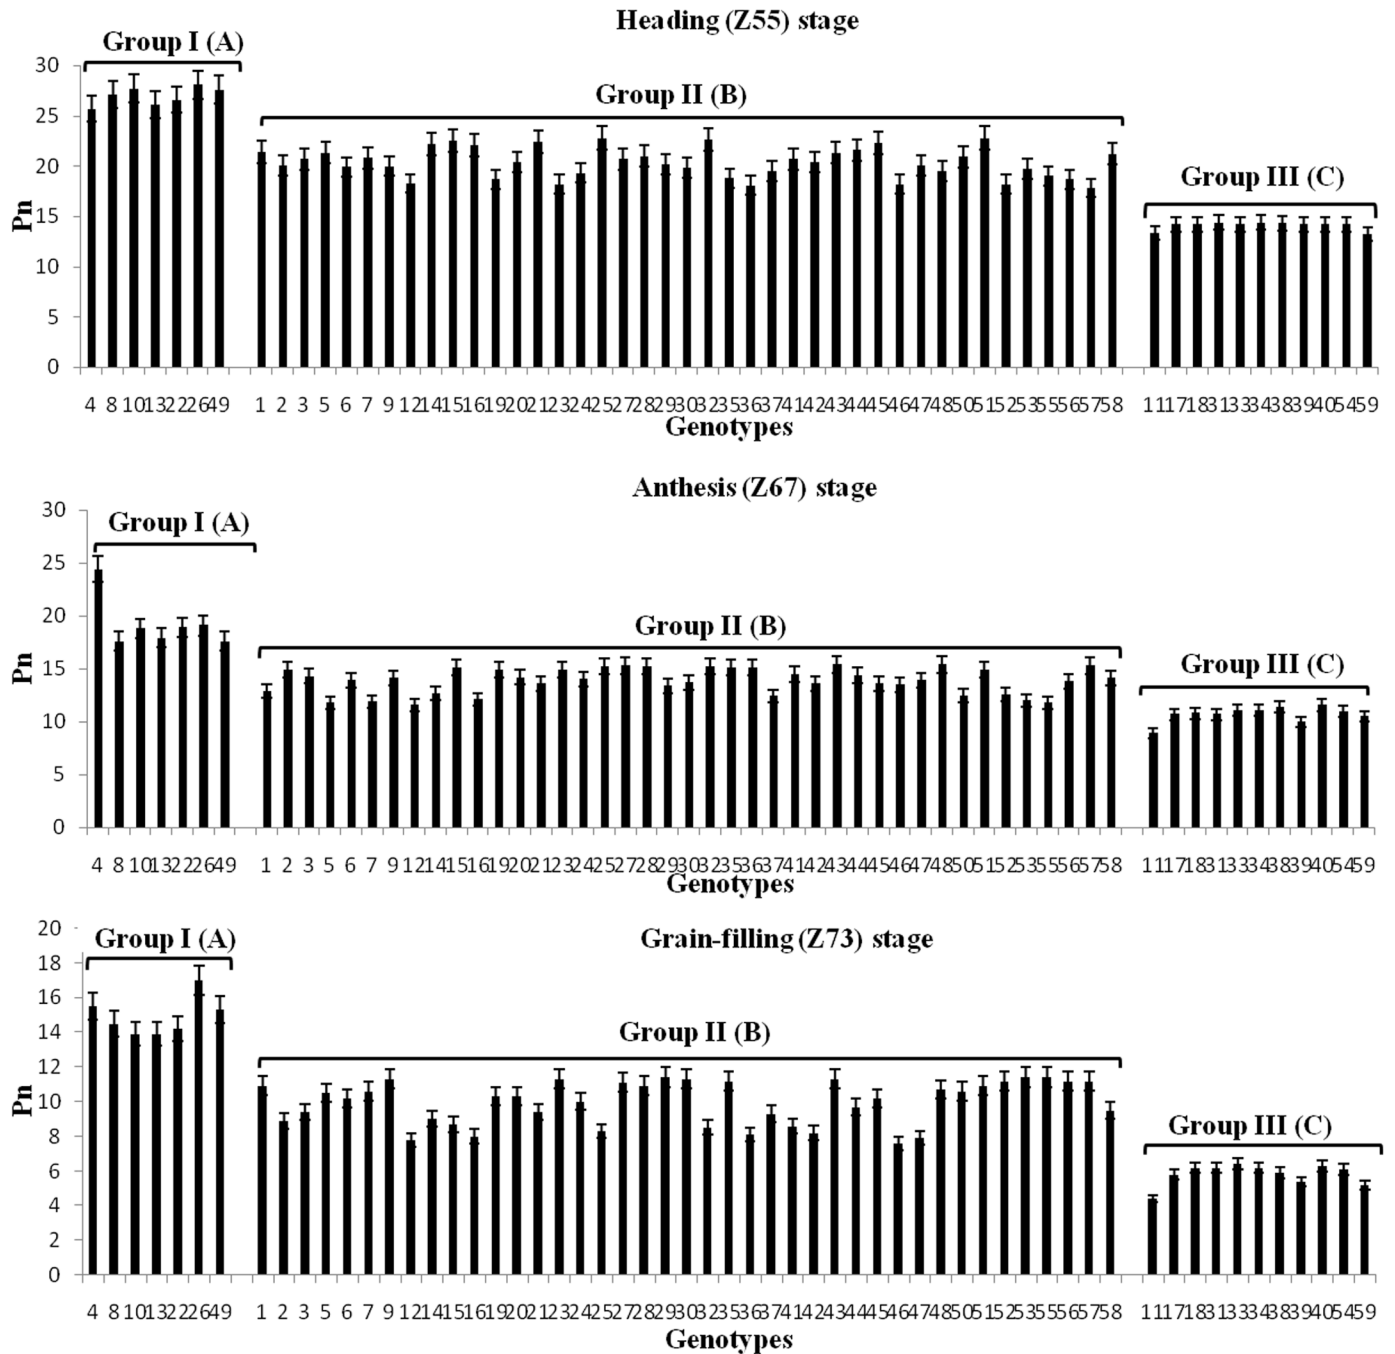 Heading (Z55) stage
Group I (A)
Group II (B)
Group III (C)
Pn
30
25
20
15
10
5
0
4 8 10 13 22 26 49 1 2 3 5 6 7 9 12 14 15 16 19 20 21 23 24 25 27 28 29 30 32 35 36 37 41 42 43 44 45 46 47 48 50 51 52 53 55 56 57 58 11 17 18 31 33 34 38 39 40 54 59
Genotypes
Anthesis (Z67) stage
Group I (A)
Group II (B)
Group III (C)
Pn
30
25
20
15
10
5
0
4 8 10 13 22 26 49 1 2 3 5 6 7 9 12 14 15 16 19 20 21 23 24 25 27 28 29 30 32 35 36 37 41 42 43 44 45 46 47 48 50 51 52 53 55 56 57 58 11 17 18 31 33 34 38 39 40 54 59
Genotypes
Grain-filling (Z73) stage
Group I (A)
Group II (B)
Group III (C)
Pn
20
18
16
14
12
10
8
6
4
2
0
4 8 10 13 22 26 49 1 2 3 5 6 7 9 12 14 15 16 19 20 21 23 24 25 27 28 29 30 32 35 36 37 41 42 43 44 45 46 47 48 50 51 52 53 55 56 57 58 11 17 18 31 33 34 38 39 40 54 59
Genotypes